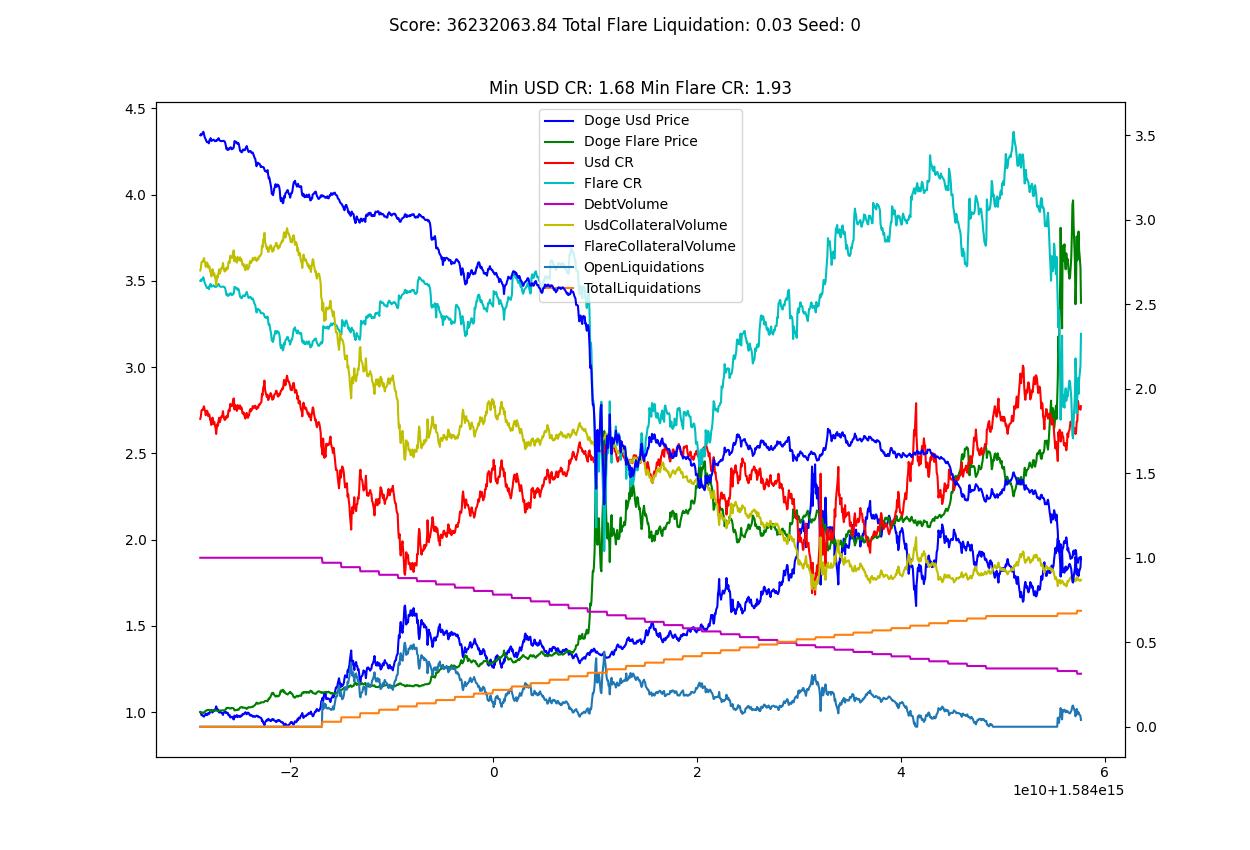 Score: 36232063.84 Total Flare Liquidation: 0.03 Seed: 0
Min USD CR: 1.68 Min Flare CR: 1.93
4.5
4.0
3.5
3.0
2.5
2.0
1.5
1.0
Doge Usd Price
Doge Flare Price
Usd CR
Flare CR
DebtVolume
UsdCollateralVolume
FlareCollateralVolume
OpenLiquidations
TotalLiquidations
3.5
3.0
2.5
2.0
1.5
1.0
0.5
0.0
−2 0 2 4 6
1e10+1.584e15